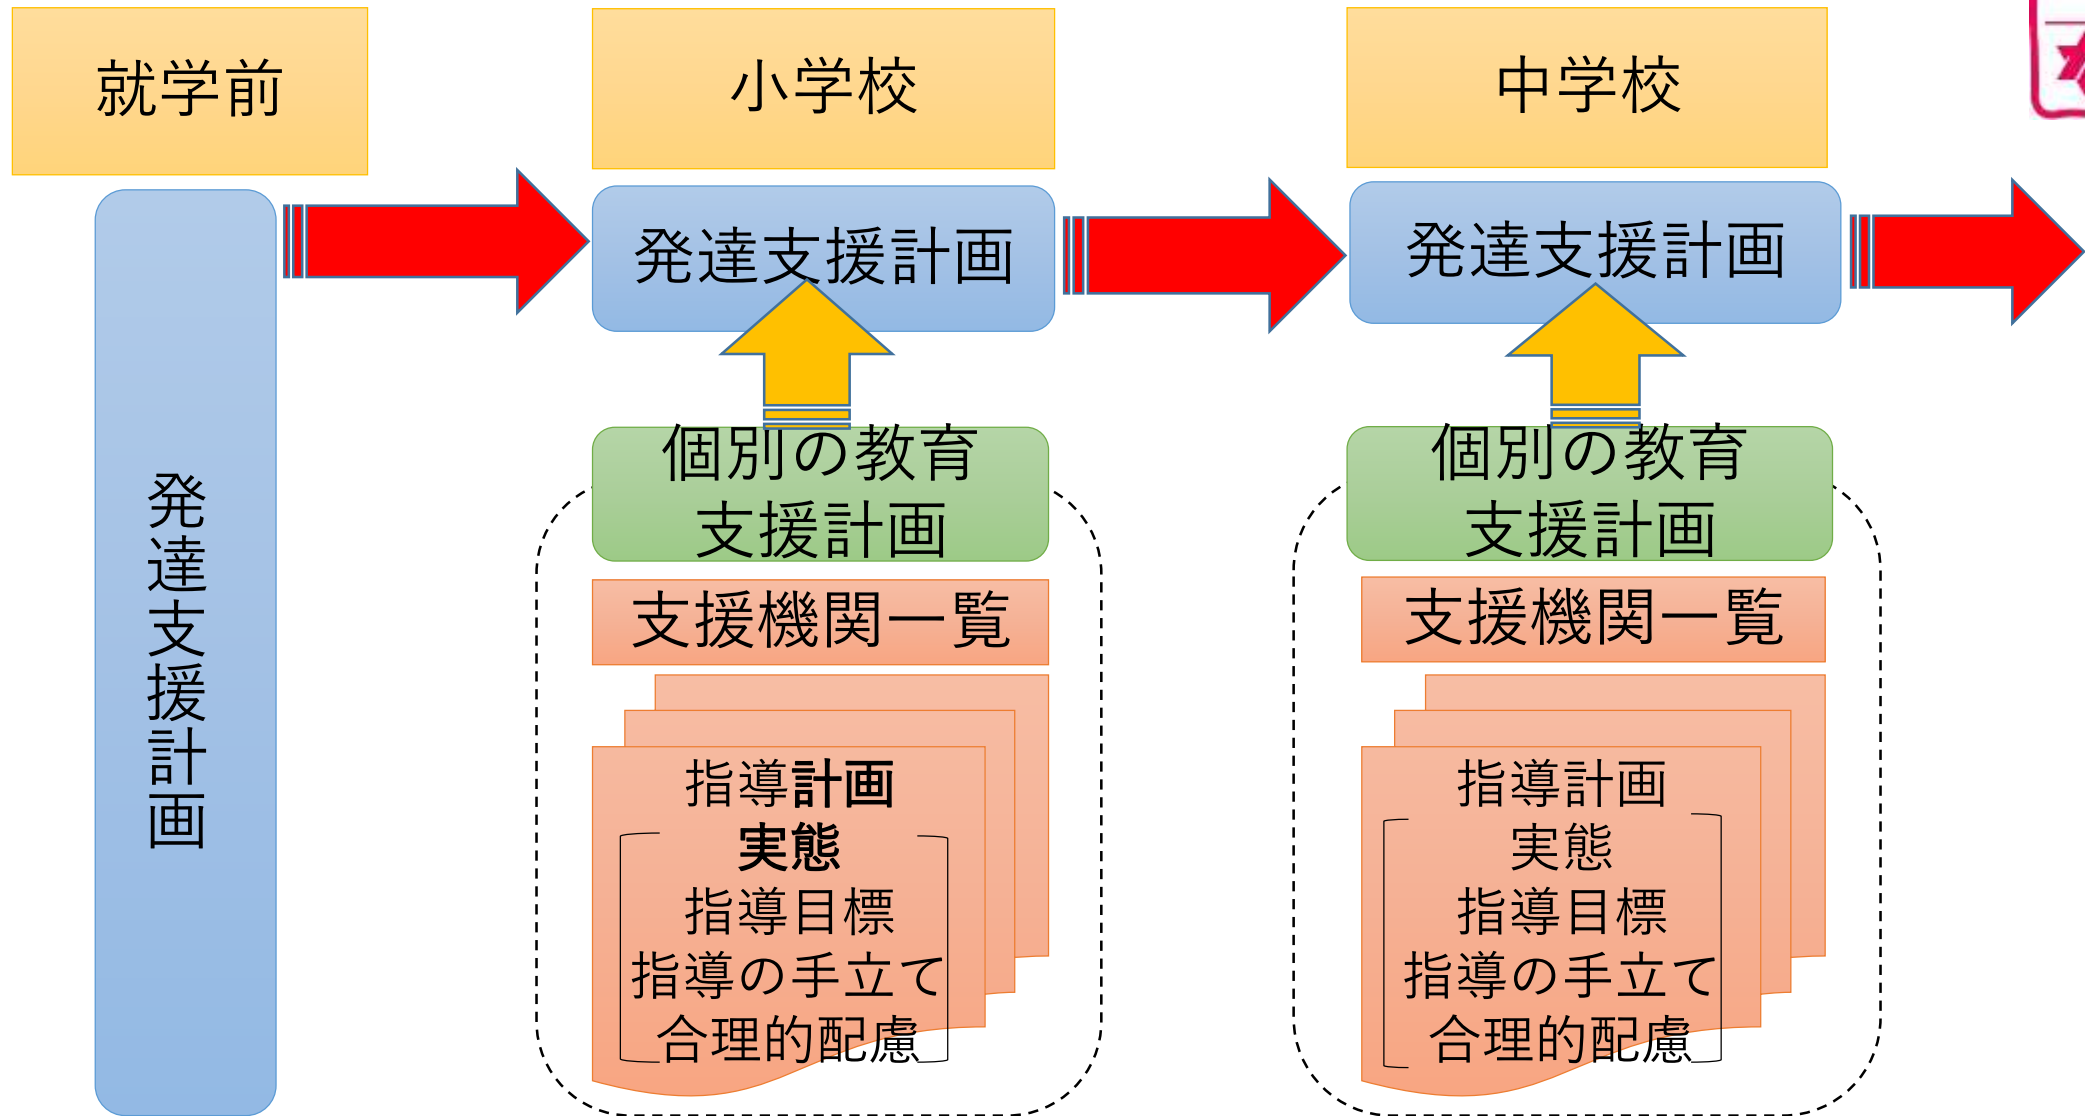 就学前
小学校
中学校
発達支援計画
発達支援計画
発達支援計画
個別の教育
支援計画
支援機関一覧
指導計画
実態
指導目標
指導の手立て
合理的配慮
個別の教育
支援計画
支援機関一覧
指導計画
実態
指導目標
指導の手立て
合理的配慮